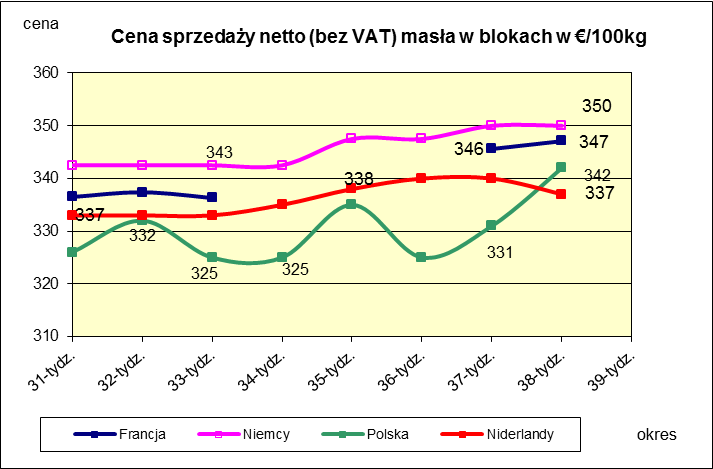 cena
Cena sprzedaży netto (bez VAT) masła w blokach w €/100kg
360
350
340
330
320
310
350
347
346
343
342
338
337
337
332
331
325
325
31-tydz.
32-tydz.
33-tydz.
34-tydz.
35-tydz.
36-tydz.
37-tydz.
38-tydz.
39-tydz.
Francja
Niemcy
Polska
Niderlandy
okres